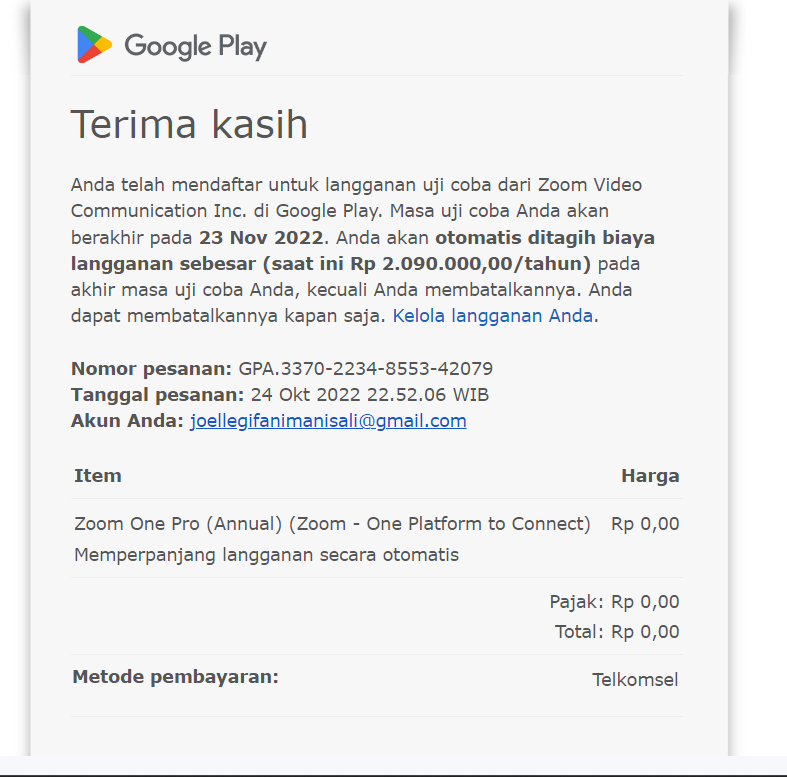 Google Play
Terima kasih
Anda telah mendaftar untuk langganan uji coba dari Zoom Video
Communication Inc. di Google Play. Masa uji coba Anda akan
berakhir pada 23 Nov 2022. Anda akan otomatis ditagih biaya
langganan sebesar (saat ini Rp 2.090.000,00/tahun) pada
akhir masa uji coba Anda, kecuali Anda membatalkannya. Anda
dapat membatalkannya kapan saja. Kelola langganan Anda.
Nomor pesanan: GPA.3370-2234-8553-42079
Tanggal pesanan: 24 Okt 2022 22.52.06 WIB
Akun Anda: joellegifanimanisali@gmail.com
Item Harga
Zoom One Pro (Annual) (Zoom - One Platform to Connect) Rp 0,00
Memperpanjang langganan secara otomatis
Pajak: Rp 0,00
Total: Rp 0,00
Metode pembayaran: Telkomsel